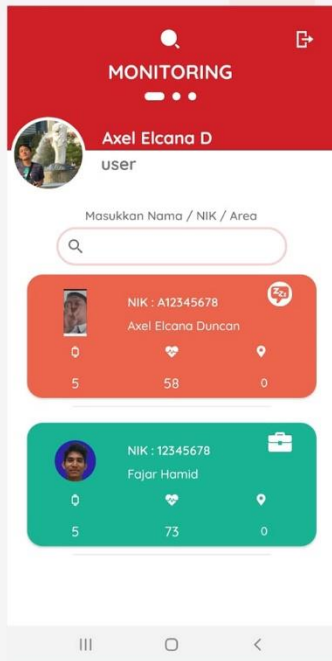 MONITORING
Axel Elcana D
user
Masukkan Nama / NIK / Area
NIK : A12345678
Axel Elcana Duncan
5 58 0
NIK : 12345678
Fajar Hamid
5 73 0